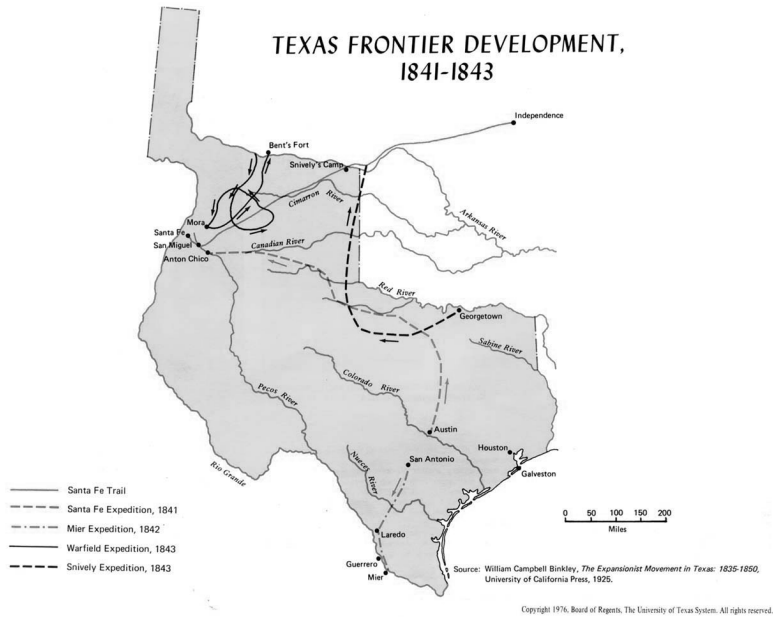 TEXAS FRONTIER DEVELOPMENT,
1841-1843
Independence
Bent's Fort
Snively's Camp
Cimarron River
Arkansas River
Mora
Santa Fe
San Miguel
Canadian River
Anton Chico
Red River
Georgetown
Sabine River
Colorado River
Pecos River
Austin
Houston
San Antonio
Galveston
Nueces River
Rio Grande
Santa Fe Trail
Santa Fe Expedition, 1841
Mier Expedition, 1842
Warfield Expedition, 1843
Snively Expedition, 1843
0 50 100 150 200
Miles
Laredo
Guerrero
Mier
Source: William Campbell Binkley, The Expansionist Movement in Texas: 1835-1850,
University of California Press, 1925.
Copyright 1976, Board of Regents, The University of Texas System. All rights reserved.